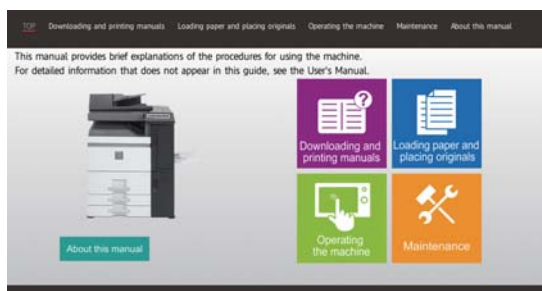 TOP Downloading and printing manuals Loading paper and placing originals Operating the machine Maintenance About this manual
This manual provides brief explanations of the procedures for using the machine.
For detailed information that does not appear in this guide, see the User's Manual.
Downloading and
printing manuals
Loading paper and
placing originals
About this manual
Operating
the machine
Maintenance